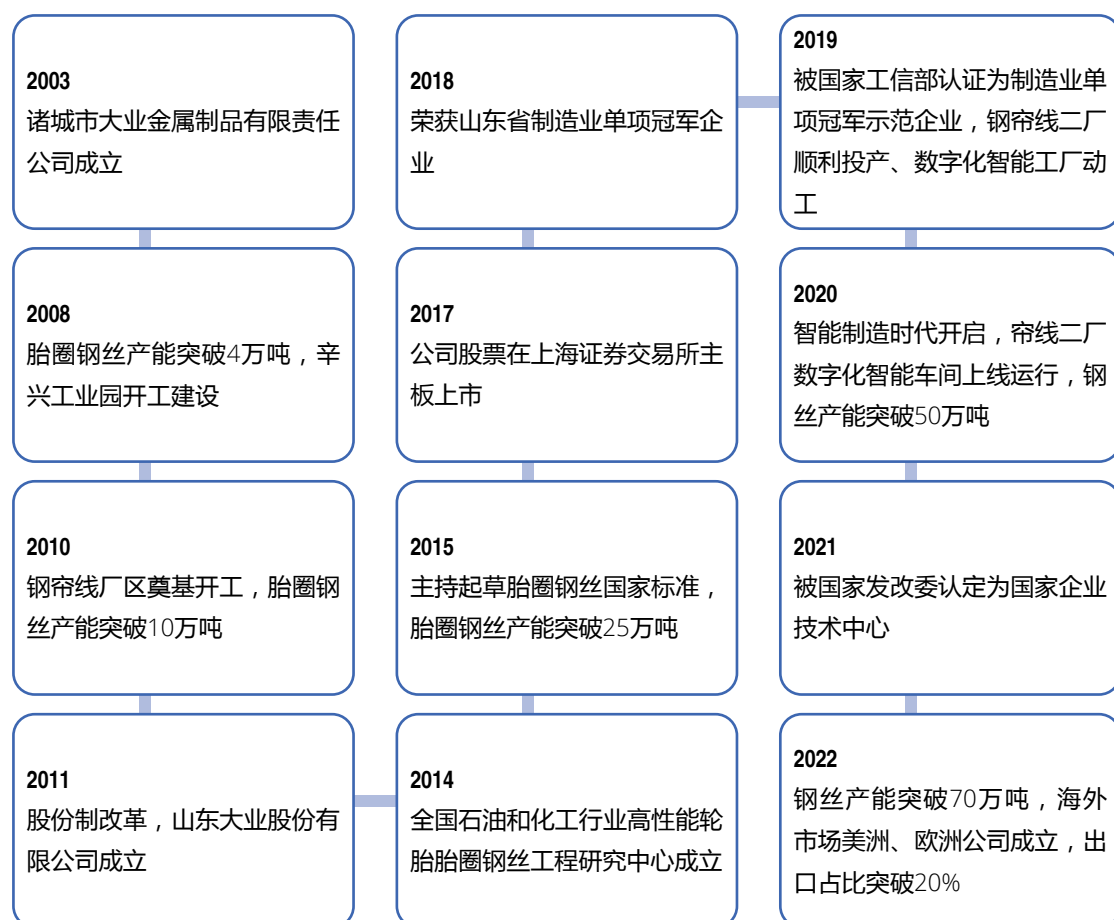 2003
诸城市大业金属制品有限责任
公司成立
2008
胎圈钢丝产能突破4万吨，辛
兴工业园开工建设
2010
钢帘线厂区奠基开工，胎圈钢
丝产能突破10万吨
2011
股份制改革，山东大业股份有
限公司成立
2014
全国石油和化工行业高性能轮
胎胎圈钢丝工程研究中心成立
2015
主持起草胎圈钢丝国家标准，
胎圈钢丝产能突破25万吨
2017
公司股票在上海证券交易所主
板上市
2018
荣获山东省制造业单项冠军企
业
2019
被国家工信部认证为制造业单
项冠军示范企业，钢帘线二厂
顺利投产、数字化智能工厂动
工
2020
智能制造时代开启，帘线二厂
数字化智能车间上线运行，钢
丝产能突破50万吨
2021
被国家发改委认定为国家企业
技术中心
2022
钢丝产能突破70万吨，海外
市场美洲、欧洲公司成立，出
口占比突破20%